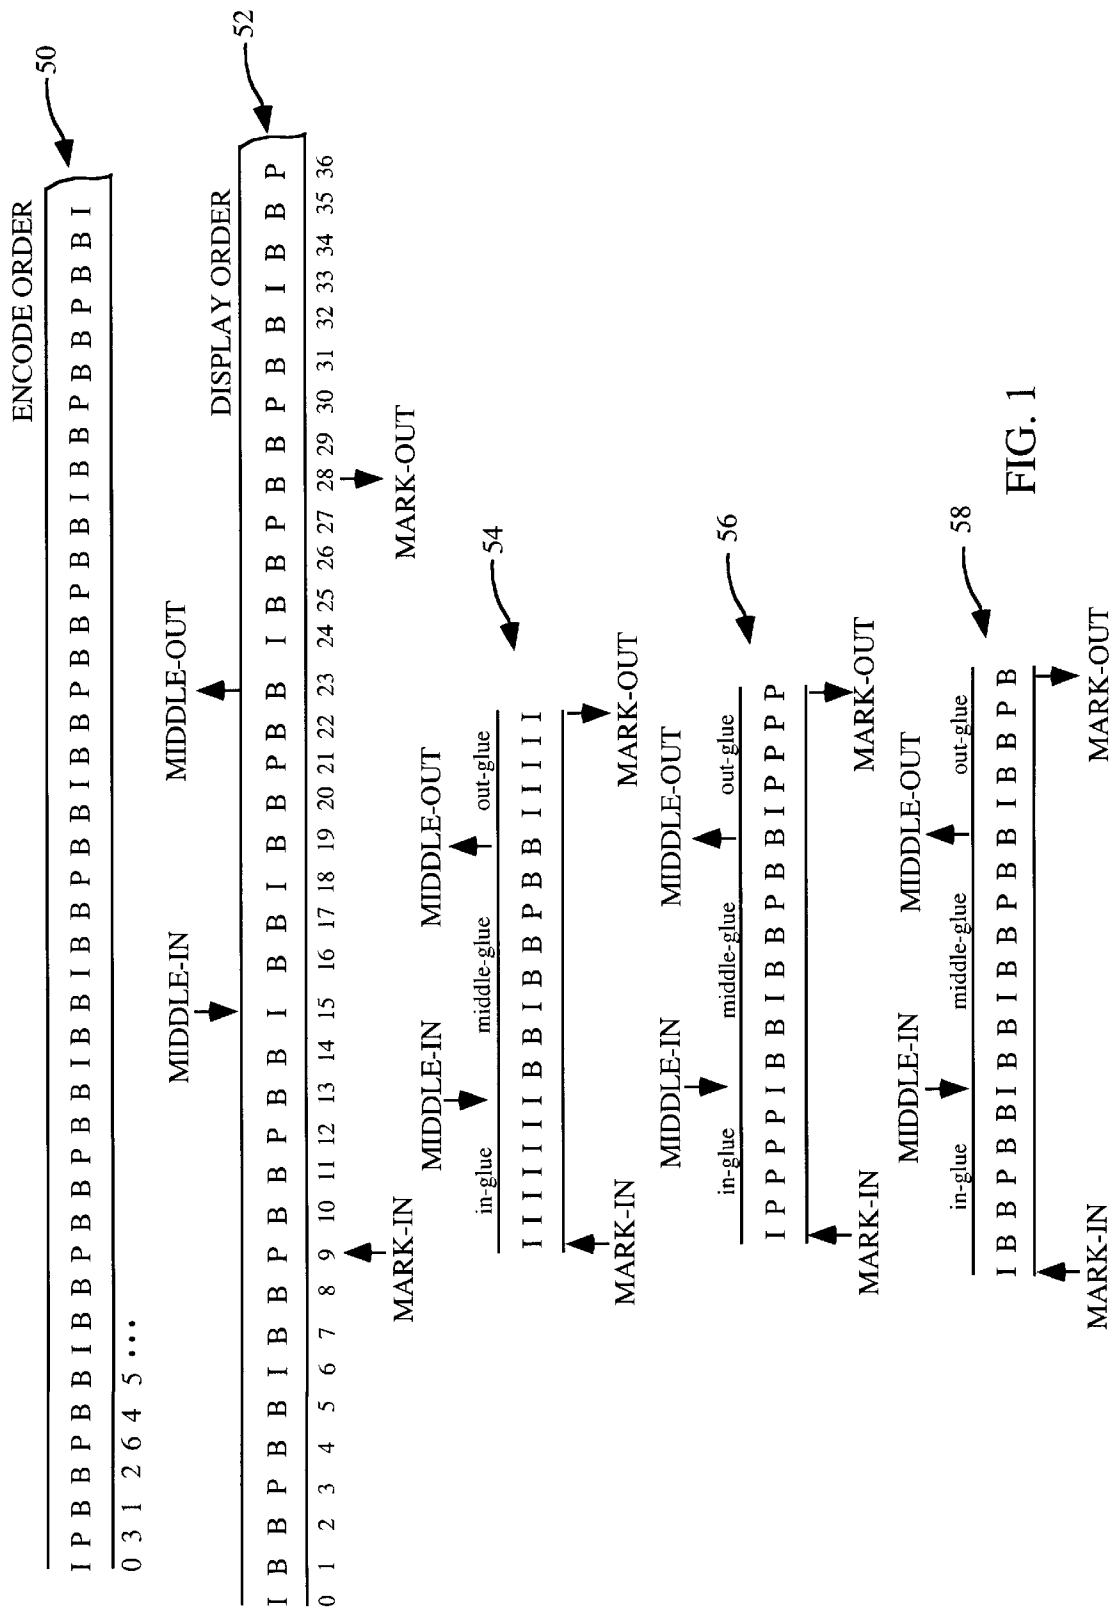 ENCODE ORDER
50
I P B B P B B I B B P B B P B B I B B I B B P B B I B B P B B P B B I B B P B B P B B I
0 3 1 2 6 4 5 •••
MIDDLE-IN
MIDDLE-OUT
DISPLAY ORDER
52
I B B P B B I B B P B B P B B I B B I B B P B B I B B P B B P B B I B B P
0 1 2 3 4 5 6 7 8 9 10 11 12 13 14 15 16 17 18 19 20 21 22 23 24 25 26 27 28 29 30 31 32 33 34 35 36
MARK-IN
MARK-OUT
MIDDLE-IN
MIDDLE-OUT
54
in-glue middle-glue out-glue
I I I I I I B B I B B P B B I I I I I
MARK-IN
MARK-OUT
MIDDLE-IN
MIDDLE-OUT
56
in-glue middle-glue out-glue
I P P P P I B B I B B P B B I P P P P
MARK-IN
MARK-OUT
MIDDLE-IN
MIDDLE-OUT
58
in-glue middle-glue out-glue
I B B P B B I B B I B B P B B I B B P B
MARK-IN
MARK-OUT
FIG. 1